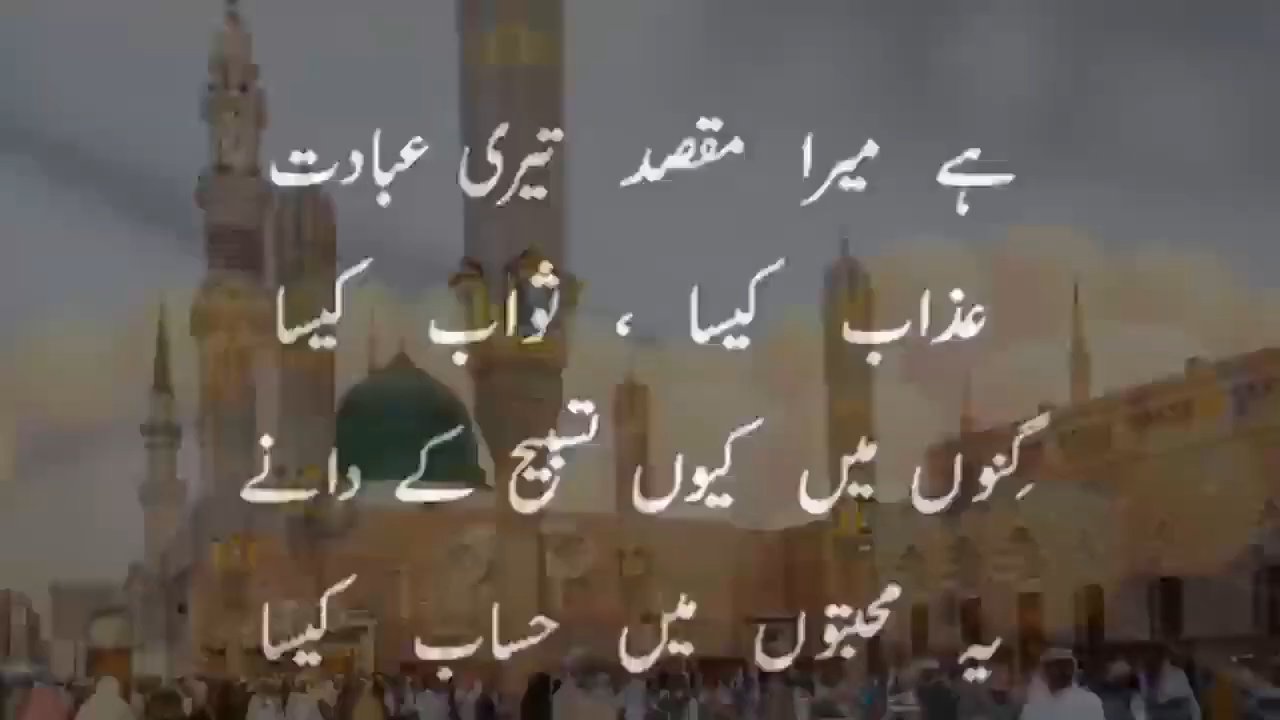 ہے میرا مقصد تیری عبادت
عذاب کیسا ، ثواب کیسا
گِنوں میں کیوں تسبیح کے دانے
یہ محبتوں میں حساب کیسا